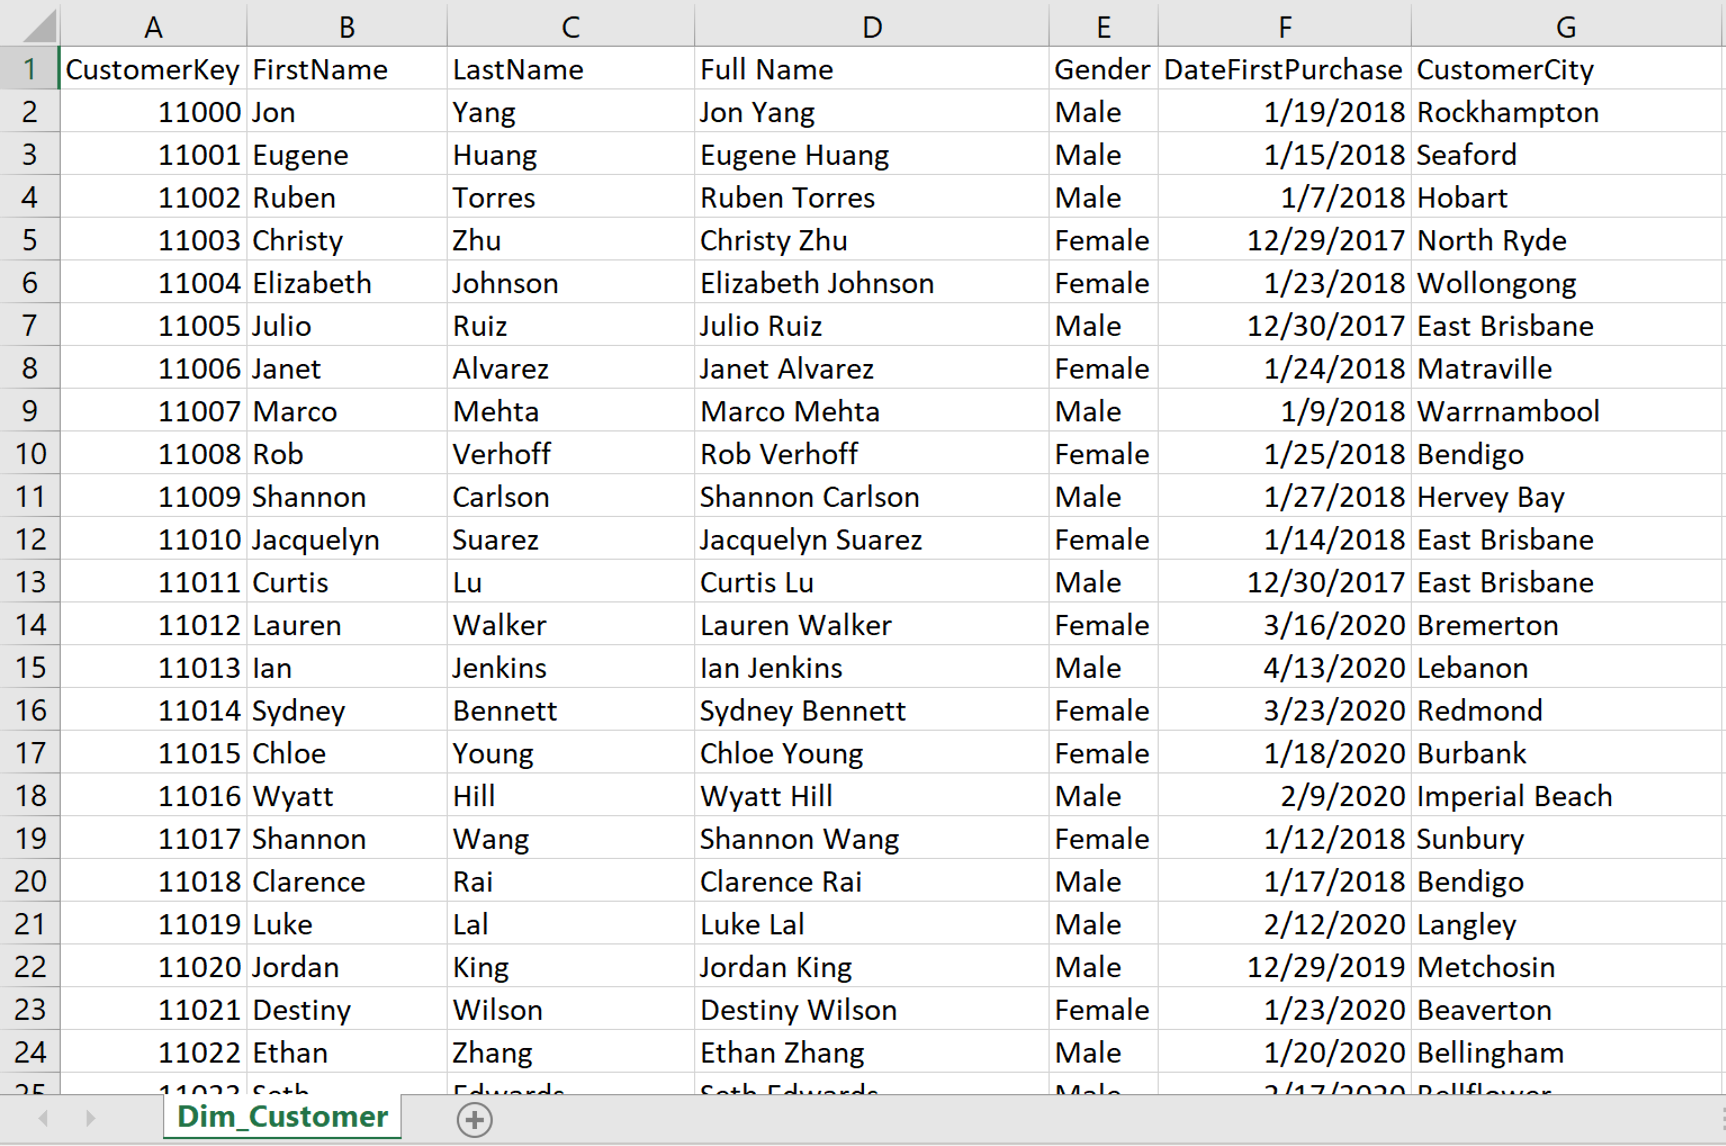 A B C D E F G
1 CustomerKey FirstName LastName Full Name Gender DateFirstPurchase CustomerCity
2 11000 Jon Yang Jon Yang Male 1/19/2018 Rockhampton
3 11001 Eugene Huang Eugene Huang Male 1/15/2018 Seaford
4 11002 Ruben Torres Ruben Torres Male 1/7/2018 Hobart
5 11003 Christy Zhu Christy Zhu Female 12/29/2017 North Ryde
6 11004 Elizabeth Johnson Elizabeth Johnson Female 1/23/2018 Wollongong
7 11005 Julio Ruiz Julio Ruiz Male 12/30/2017 East Brisbane
8 11006 Janet Alvarez Janet Alvarez Female 1/24/2018 Matraville
9 11007 Marco Mehta Marco Mehta Male 1/9/2018 Warrnambool
10 11008 Rob Verhoff Rob Verhoff Female 1/25/2018 Bendigo
11 11009 Shannon Carlson Shannon Carlson Male 1/27/2018 Hervey Bay
12 11010 Jacquelyn Suarez Jacquelyn Suarez Female 1/14/2018 East Brisbane
13 11011 Curtis Lu Curtis Lu Male 12/30/2017 East Brisbane
14 11012 Lauren Walker Lauren Walker Female 3/16/2020 Bremerton
15 11013 Ian Jenkins Ian Jenkins Male 4/13/2020 Lebanon
16 11014 Sydney Bennett Sydney Bennett Female 3/23/2020 Redmond
17 11015 Chloe Young Chloe Young Female 1/18/2020 Burbank
18 11016 Wyatt Hill Wyatt Hill Male 2/9/2020 Imperial Beach
19 11017 Shannon Wang Shannon Wang Female 1/12/2018 Sunbury
20 11018 Clarence Rai Clarence Rai Male 1/17/2018 Bendigo
21 11019 Luke Lal Luke Lal Male 2/12/2020 Langley
22 11020 Jordan King Jordan King Male 12/29/2019 Metchosin
23 11021 Destiny Wilson Destiny Wilson Female 1/23/2020 Beaverton
24 11022 Ethan Zhang Ethan Zhang Male 1/20/2020 Bellingham
25 11023 Seth Edwards Seth Edwards Male Bellflower
Dim_Customer